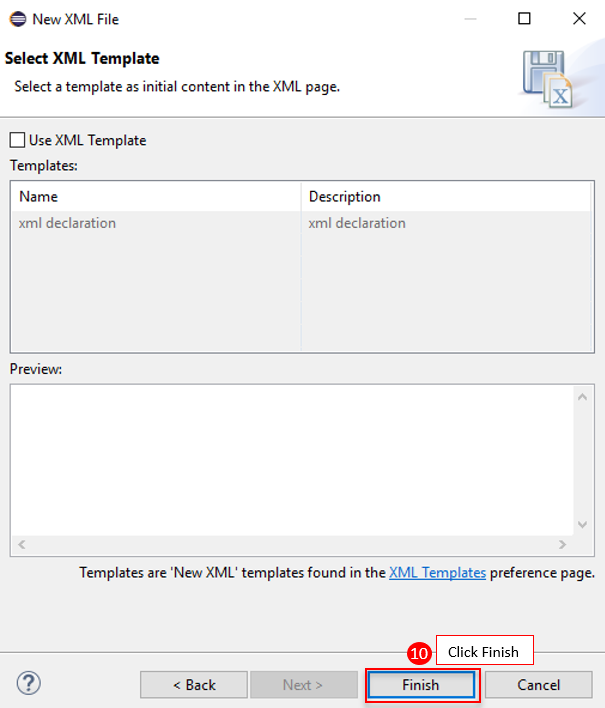 New XML File
Select XML Template
Select a template as initial content in the XML page.
X
Use XML Template
Templates:
Name Description
xml declaration xml declaration
Preview:
Templates are 'New XML' templates found in the XML Templates preference page.
10 Click Finish
? < Back Next > Finish Cancel